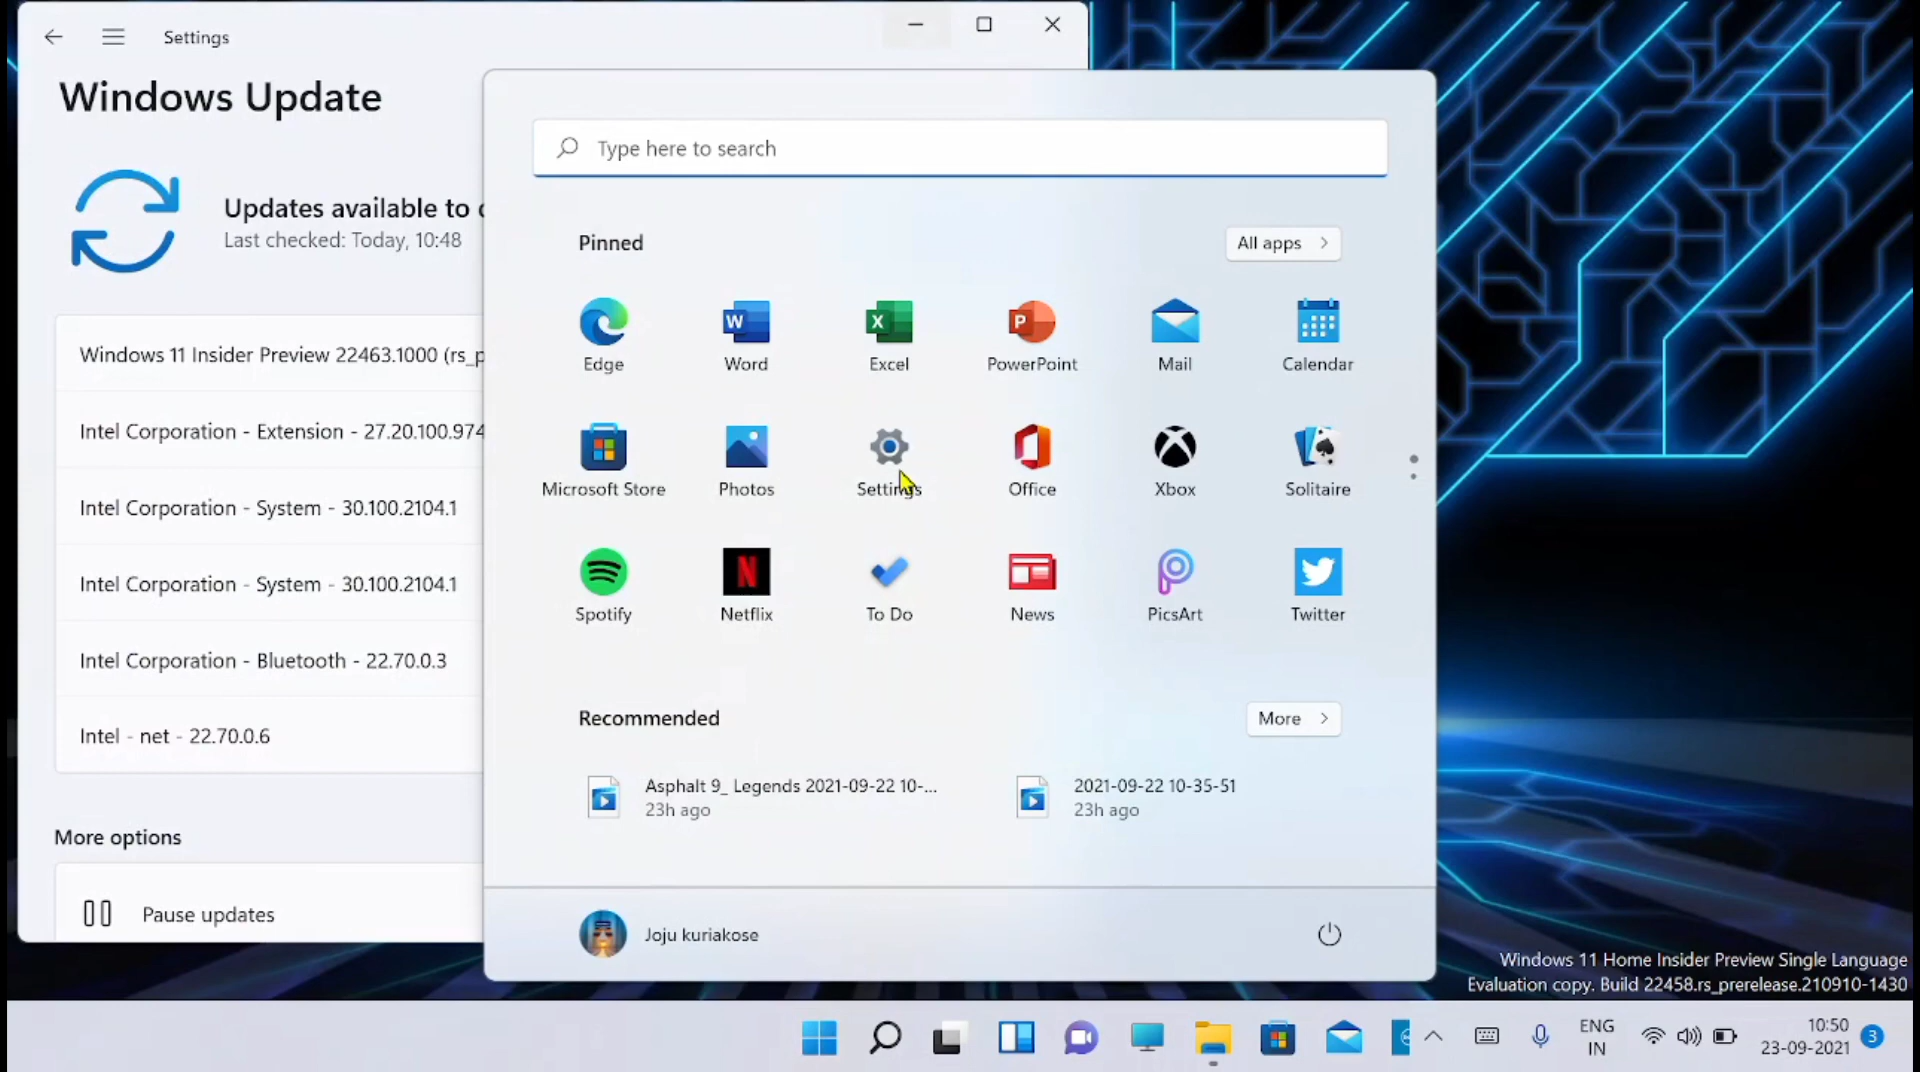 Settings
Windows Update
Updates available to
Last checked: Today, 10:48
Windows 11 Insider Preview 22463.1000 (rs_p
Intel Corporation - Extension - 27.20.100.974
Intel Corporation - System - 30.100.2104.1
Intel Corporation - System - 30.100.2104.1
Intel Corporation - Bluetooth - 22.70.0.3
Intel - net - 22.70.0.6
More options
Pause updates
Type here to search
Pinned
All apps
Edge
Word
Excel
PowerPoint
Mail
Calendar
Microsoft Store
Photos
Settings
Office
Xbox
Solitaire
Spotify
Netflix
To Do
News
PicsArt
Twitter
Recommended
More
Asphalt 9_ Legends 2021-09-22 10-...
23h ago
2021-09-22 10-35-51
23h ago
Joju kuriakose
Windows 11 Home Insider Preview Single Language
Evaluation copy. Build 22458.rs_prerelease.210910-1430
ENG
IN
10:50
23-09-2021
3